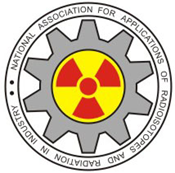 NATIONAL ASSOCIATION FOR APPLICATIONS OF RADIOISOTOPES AND RADIATION IN INDUSTRY